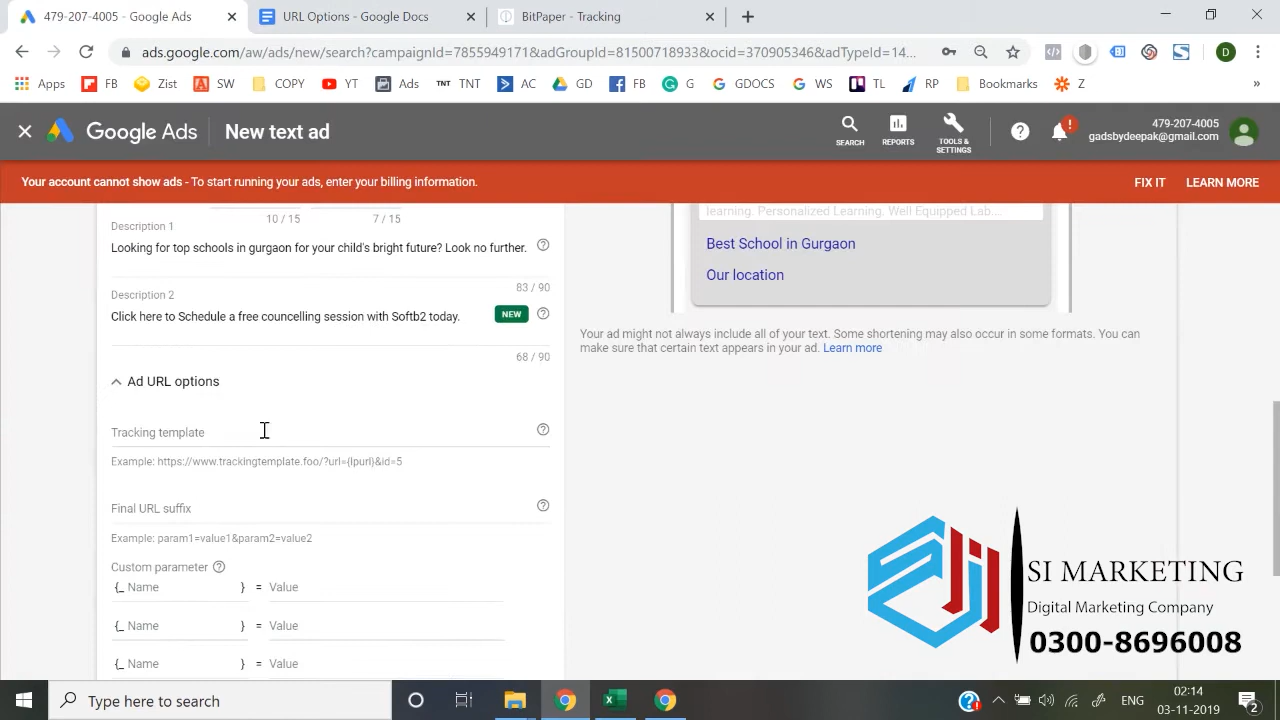 479-207-4005 - Google Ads
URL Options - Google Docs
BitPaper - Tracking
ads.google.com/aw/ads/new/search?campaignId=7855949171&adGroupId=81500718933&ocid=370905346&adTypeId=14...
D
Apps FB Zist SW COPY YT Ads TNT TNT AC GD FB G GDOCS WS TL RP Bookmarks Z »
Google Ads New text ad
SEARCH REPORTS TOOLS & SETTINGS
479-207-4005
gadsbydeepak@gmail.com
Your account cannot show ads - To start running your ads, enter your billing information.
FIX IT LEARN MORE
10 / 15 7 / 15
Description 1
Looking for top schools in gurgaon for your child's bright future? Look no further.
83 / 90
Description 2
Click here to Schedule a free councelling session with Softb2 today.
NEW
68 / 90
Ad URL options
Tracking template
Example: https://www.trackingtemplate.foo/?url={lpurl}&id=5
Final URL suffix
Example: param1=value1&param2=value2
Custom parameter
{_ Name } = Value
{_ Name } = Value
{_ Name } = Value
learning. Personalized Learning. Well Equipped Lab...
Best School in Gurgaon
Our location
Your ad might not always include all of your text. Some shortening may also occur in some formats. You can
make sure that certain text appears in your ad. Learn more
SI MARKETING
Digital Marketing Company
0300-8696008
Type here to search
ENG
02:14
03-11-2019
2